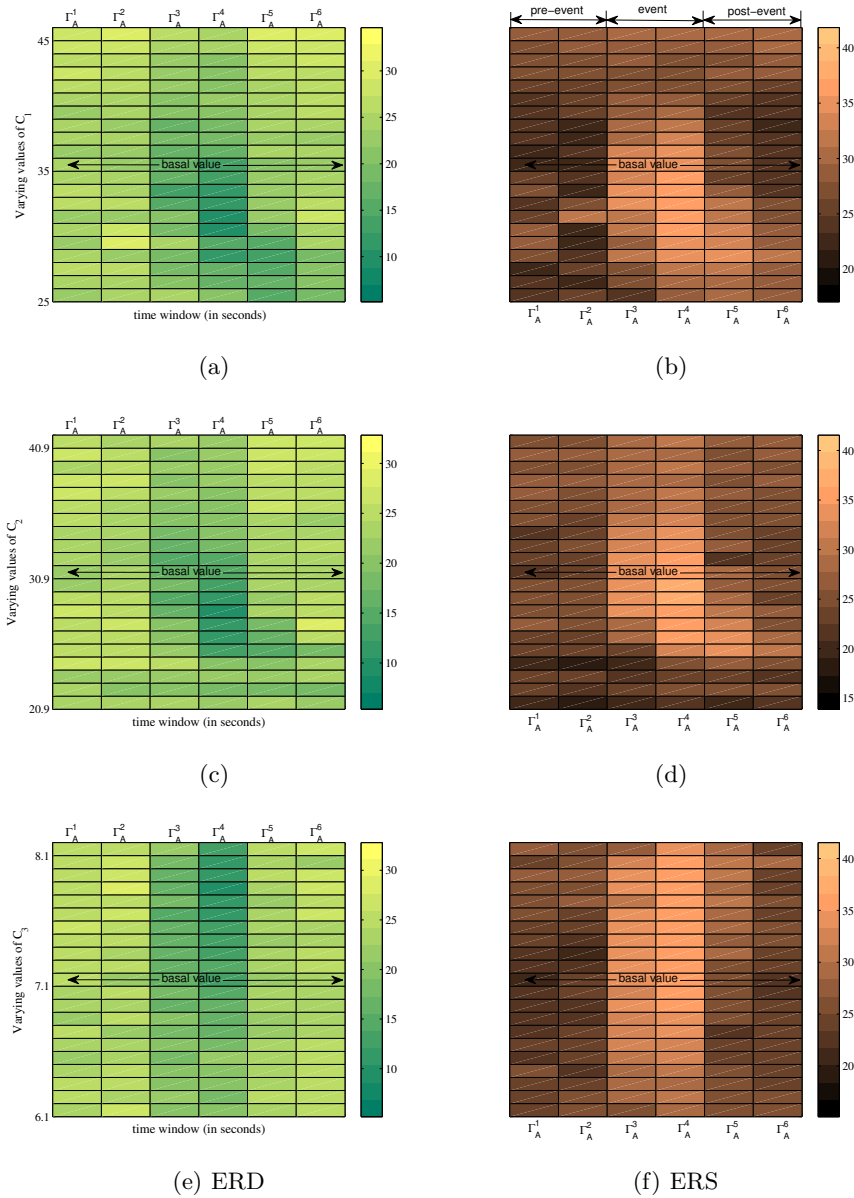 Γ_A^1 Γ_A^2 Γ_A^3 Γ_A^4 Γ_A^5 Γ_A^6
45
35
25
Varying values of C_1
basal value
time window (in seconds)
30
25
20
15
10
(a)
pre-event event post-event
basal value
Γ_A^1 Γ_A^2 Γ_A^3 Γ_A^4 Γ_A^5 Γ_A^6
40
35
30
25
20
(b)
Γ_A^1 Γ_A^2 Γ_A^3 Γ_A^4 Γ_A^5 Γ_A^6
40.9
30.9
20.9
Varying values of C_2
basal value
time window (in seconds)
30
25
20
15
10
(c)
basal value
Γ_A^1 Γ_A^2 Γ_A^3 Γ_A^4 Γ_A^5 Γ_A^6
40
35
30
25
20
15
(d)
Γ_A^1 Γ_A^2 Γ_A^3 Γ_A^4 Γ_A^5 Γ_A^6
8.1
7.1
6.1
Varying values of C_3
basal value
time window (in seconds)
30
25
20
15
10
(e) ERD
basal value
Γ_A^1 Γ_A^2 Γ_A^3 Γ_A^4 Γ_A^5 Γ_A^6
40
35
30
25
20
(f) ERS